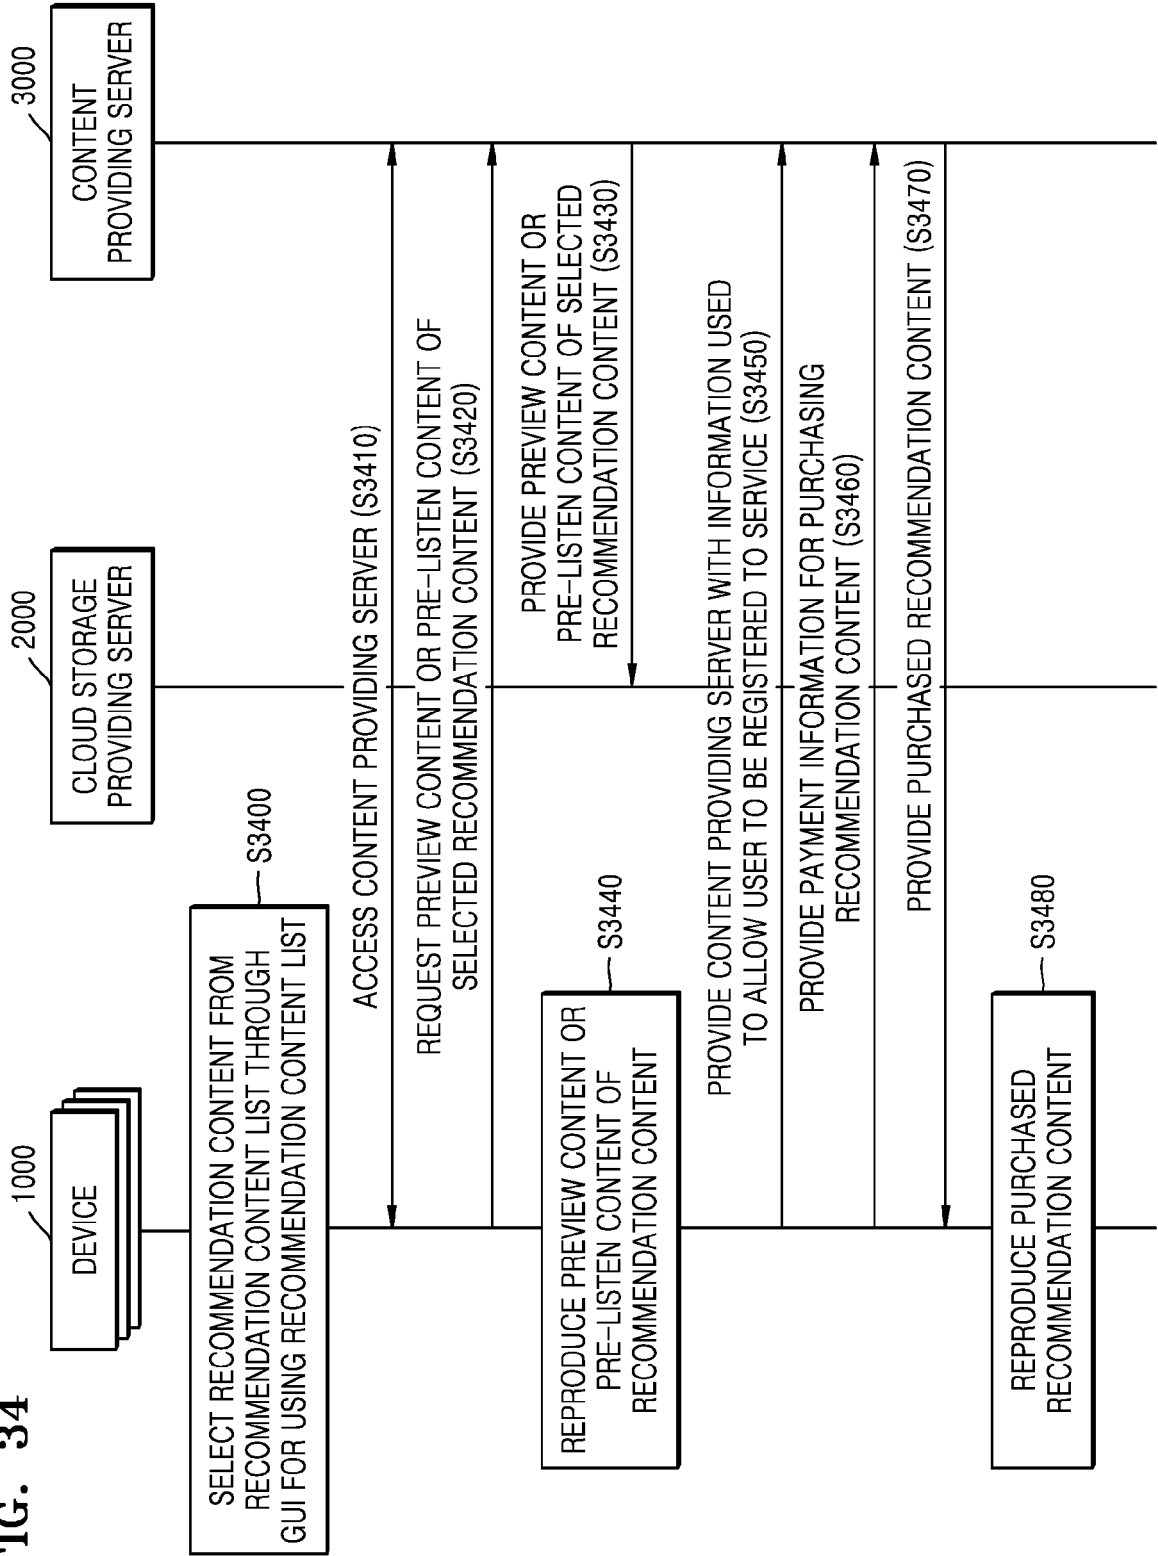 FIG. 34
1000
DEVICE
2000
CLOUD STORAGE
PROVIDING SERVER
3000
CONTENT
PROVIDING SERVER
SELECT RECOMMENDATION CONTENT FROM
RECOMMENDATION CONTENT LIST THROUGH
GUI FOR USING RECOMMENDATION CONTENT LIST
S3400
ACCESS CONTENT PROVIDING SERVER (S3410)
REQUEST PREVIEW CONTENT OR PRE-LISTEN CONTENT OF
SELECTED RECOMMENDATION CONTENT (S3420)
PROVIDE PREVIEW CONTENT OR
PRE-LISTEN CONTENT OF SELECTED
RECOMMENDATION CONTENT (S3430)
REPRODUCE PREVIEW CONTENT OR
PRE-LISTEN CONTENT OF
RECOMMENDATION CONTENT
S3440
PROVIDE CONTENT PROVIDING SERVER WITH INFORMATION USED
TO ALLOW USER TO BE REGISTERED TO SERVICE (S3450)
PROVIDE PAYMENT INFORMATION FOR PURCHASING
RECOMMENDATION CONTENT (S3460)
PROVIDE PURCHASED RECOMMENDATION CONTENT (S3470)
REPRODUCE PURCHASED
RECOMMENDATION CONTENT
S3480